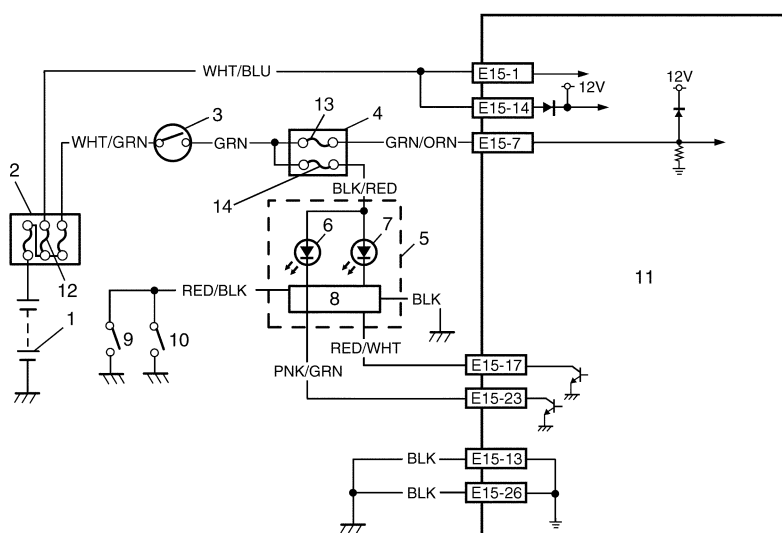 WHT/BLU
E15-1
12V
12V
E15-14
13
4
3
WHT/GRN
GRN
GRN/ORN
E15-7
2
14
BLK/RED
6
7
5
12
11
RED/BLK
8
BLK
1
9
10
RED/WHT
E15-17
PNK/GRN
E15-23
BLK
E15-13
BLK
E15-26